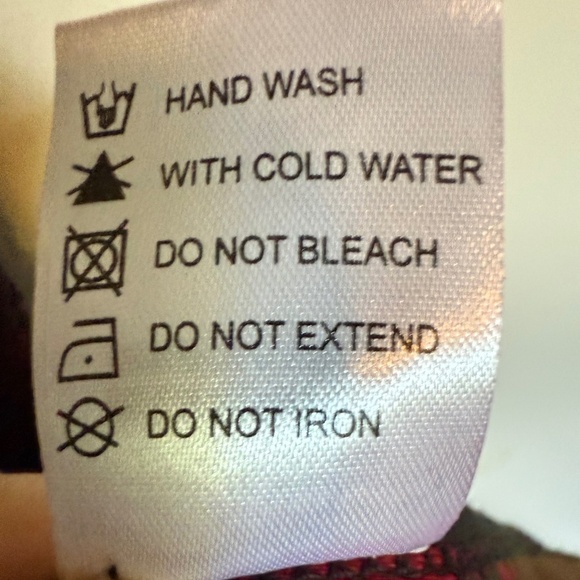 HAND WASH
WITH COLD WATER
DO NOT BLEACH
DO NOT EXTEND
DO NOT IRON